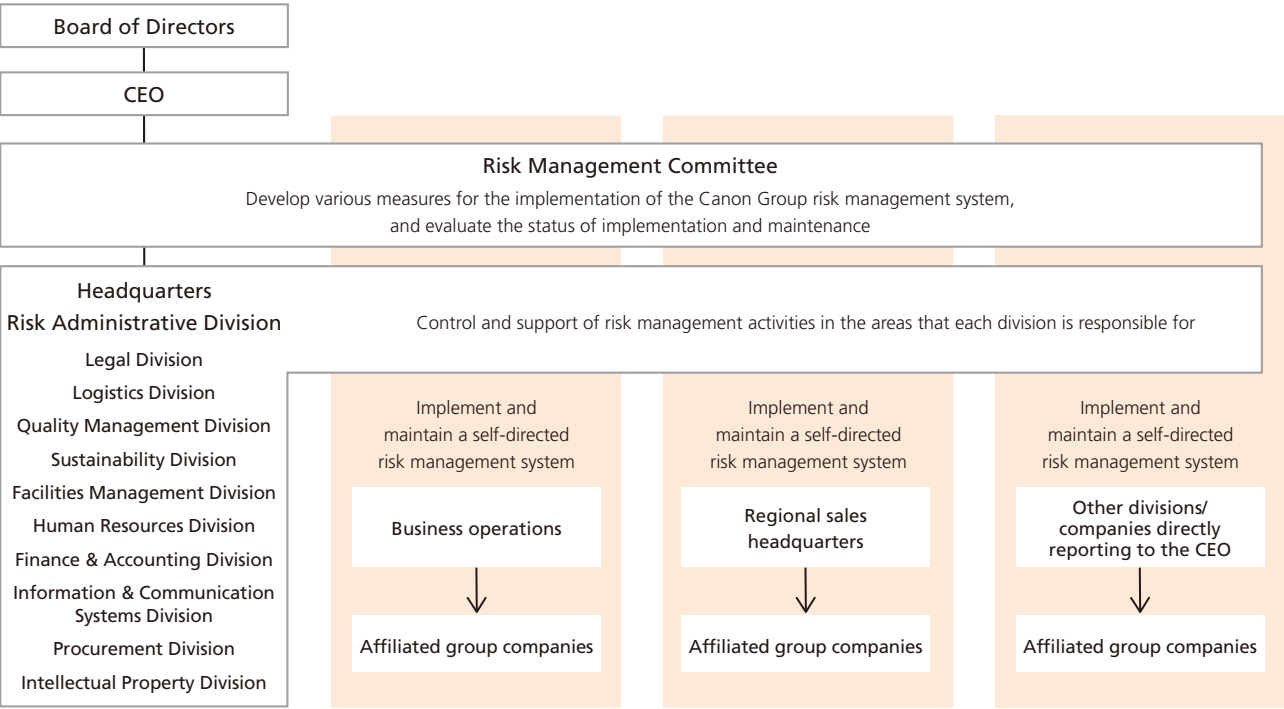 Board of Directors
CEO
Risk Management Committee
Develop various measures for the implementation of the Canon Group risk management system,
and evaluate the status of implementation and maintenance
Headquarters
Risk Administrative Division
Control and support of risk management activities in the areas that each division is responsible for
Legal Division
Logistics Division
Quality Management Division
Sustainability Division
Facilities Management Division
Human Resources Division
Finance & Accounting Division
Information & Communication
Systems Division
Procurement Division
Intellectual Property Division
Implement and
maintain a self-directed
risk management system
Business operations
Affiliated group companies
Implement and
maintain a self-directed
risk management system
Regional sales
headquarters
Affiliated group companies
Implement and
maintain a self-directed
risk management system
Other divisions/
companies directly
reporting to the CEO
Affiliated group companies